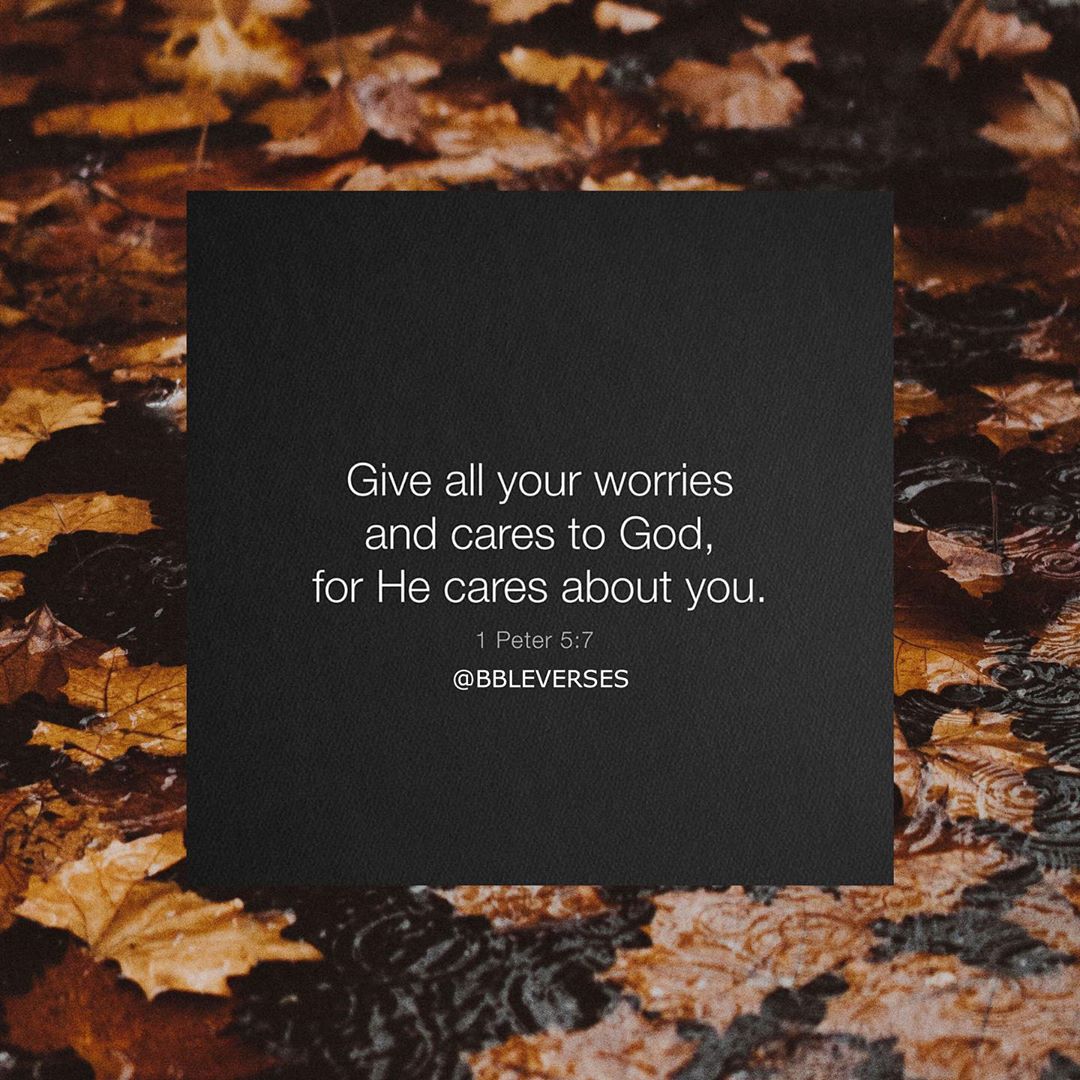 Give all your worries
and cares to God,
for He cares about you.
1 Peter 5:7
@BBLEVERSES